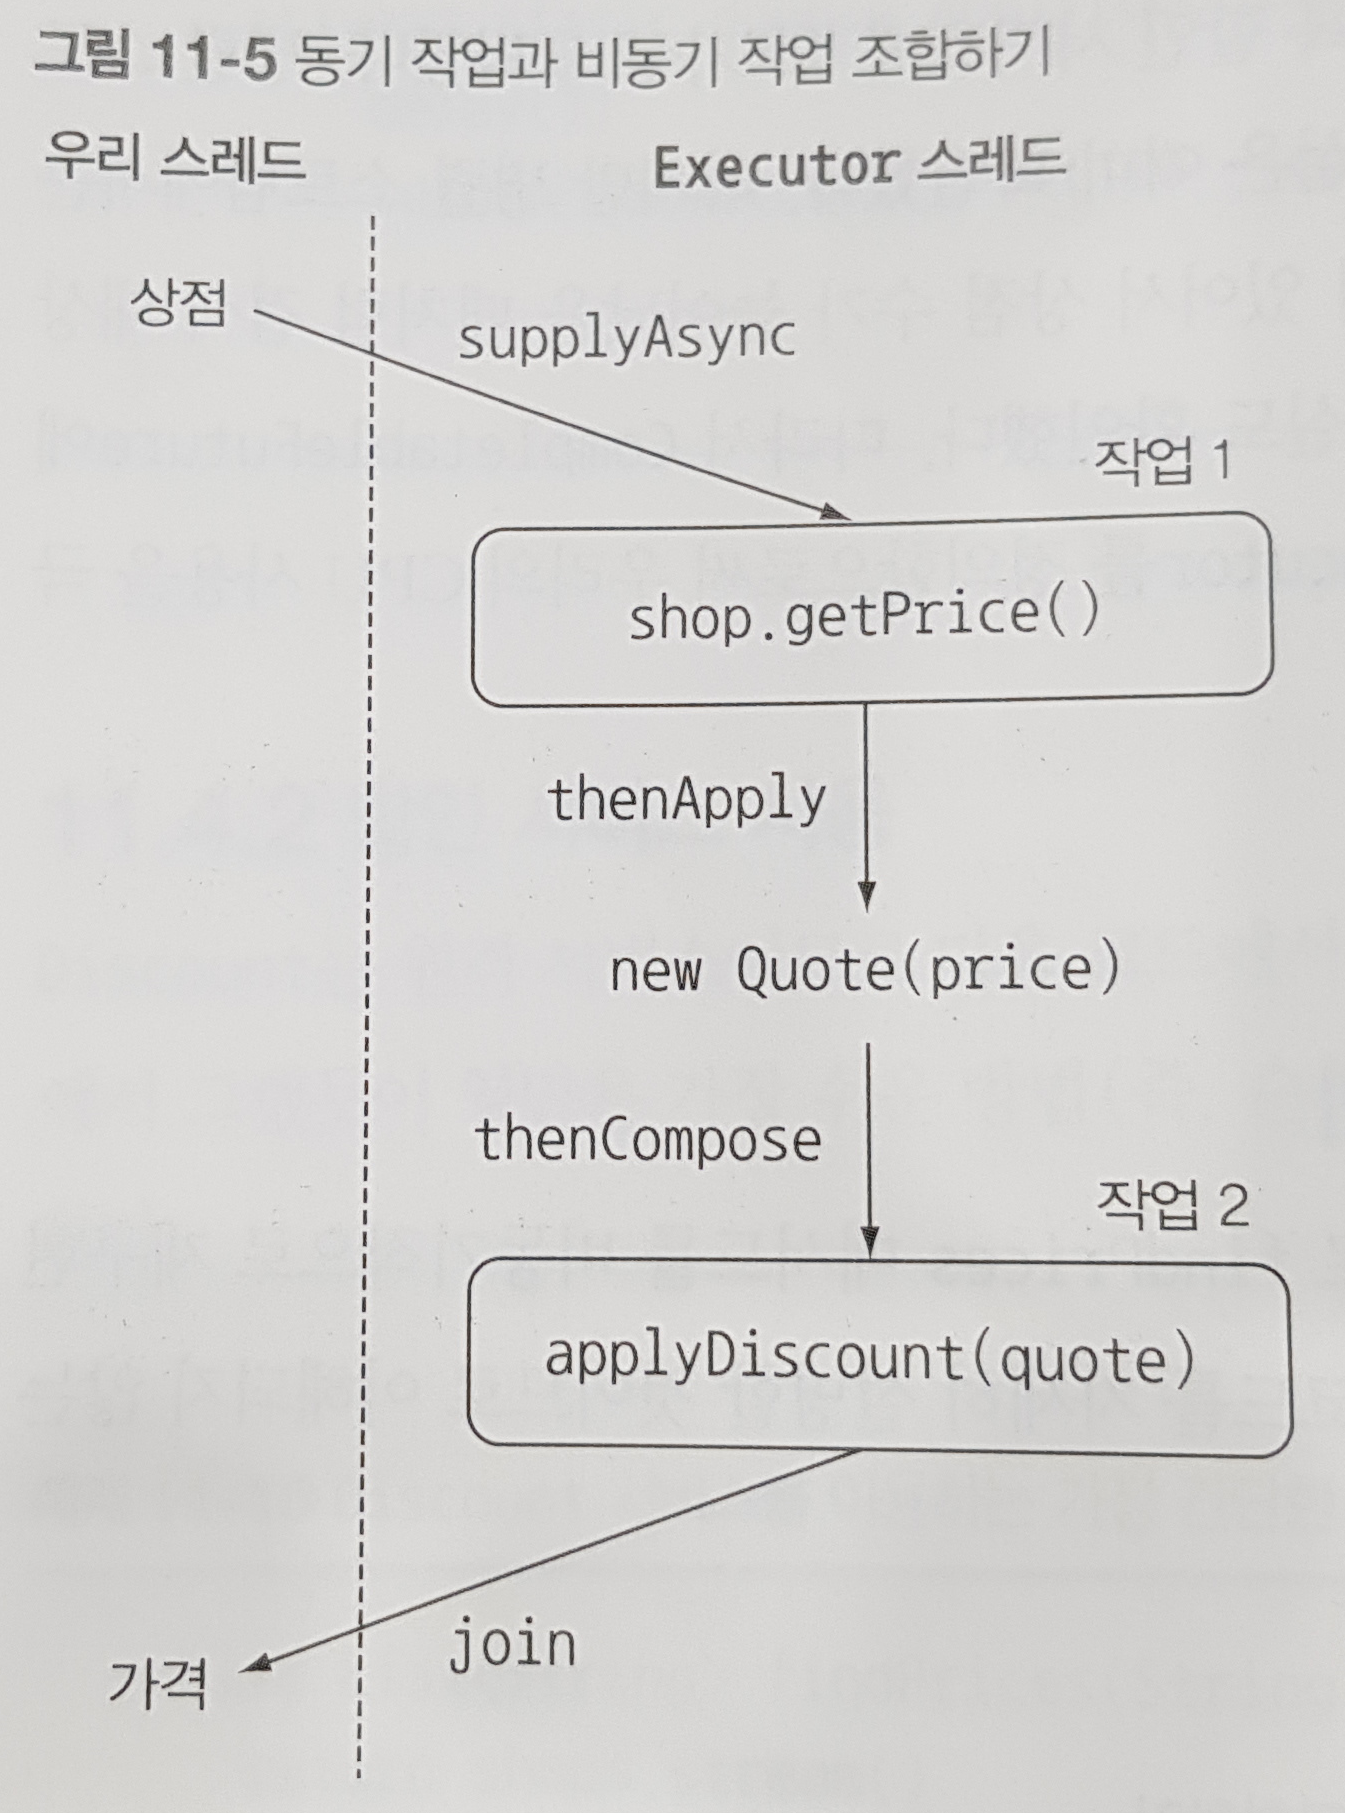 그림 11-5 동기 작업과 비동기 작업 조합하기
우리 스레드
Executor 스레드
상점
supplyAsync
작업 1
shop.getPrice()
thenApply
new Quote(price)
thenCompose
작업 2
applyDiscount(quote)
join
가격